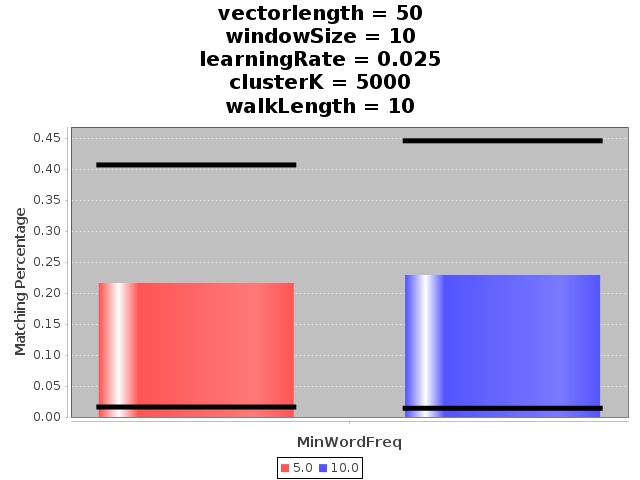 vectorlength = 50
windowSize = 10
learningRate = 0.025
clusterK = 5000
walkLength = 10
0.45
0.40
0.35
0.30
0.25
0.20
0.15
0.10
0.05
0.00
Matching Percentage
MinWordFreq
5.0 10.0